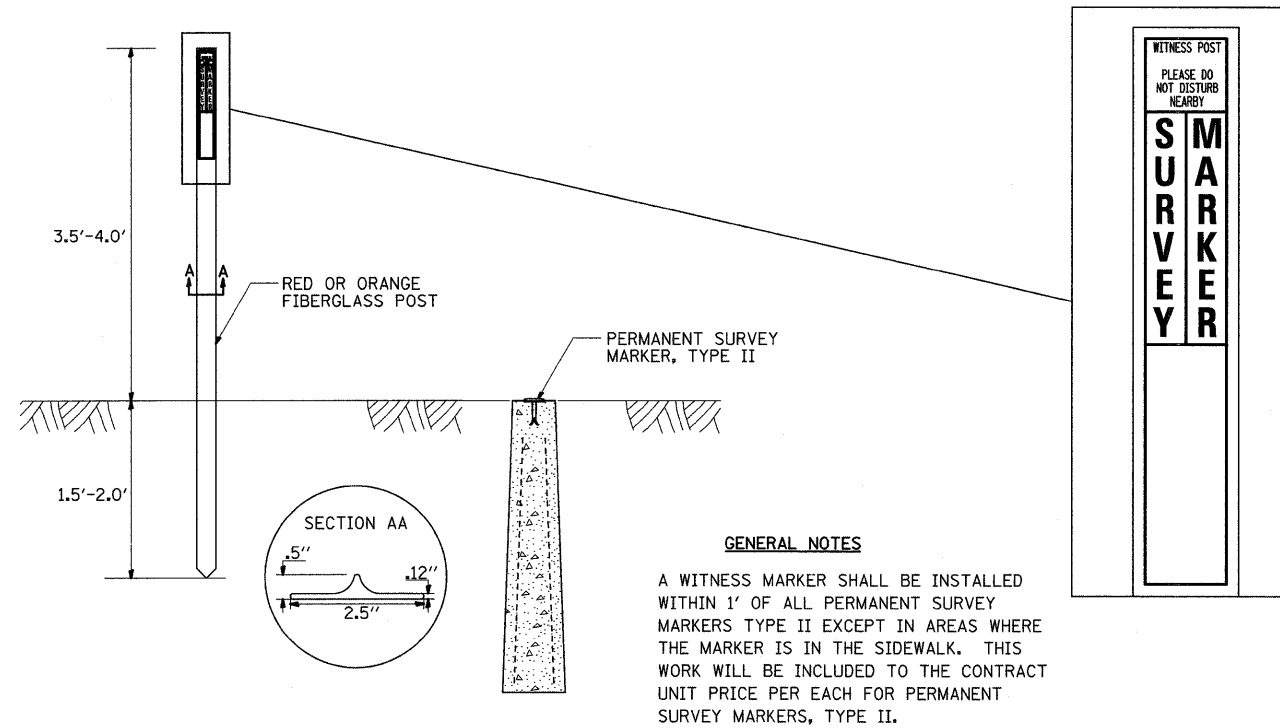 3.5'-4.0'
A A
RED OR ORANGE
FIBERGLASS POST
PERMANENT SURVEY
MARKER, TYPE II
1.5'-2.0'
SECTION AA
.5"
.12"
2.5"
GENERAL NOTES
A WITNESS MARKER SHALL BE INSTALLED
WITHIN 1' OF ALL PERMANENT SURVEY
MARKERS TYPE II EXCEPT IN AREAS WHERE
THE MARKER IS IN THE SIDEWALK. THIS
WORK WILL BE INCLUDED TO THE CONTRACT
UNIT PRICE PER EACH FOR PERMANENT
SURVEY MARKERS, TYPE II.
WITNESS POST
PLEASE DO
NOT DISTURB
NEARBY
SURVEY
MARKER